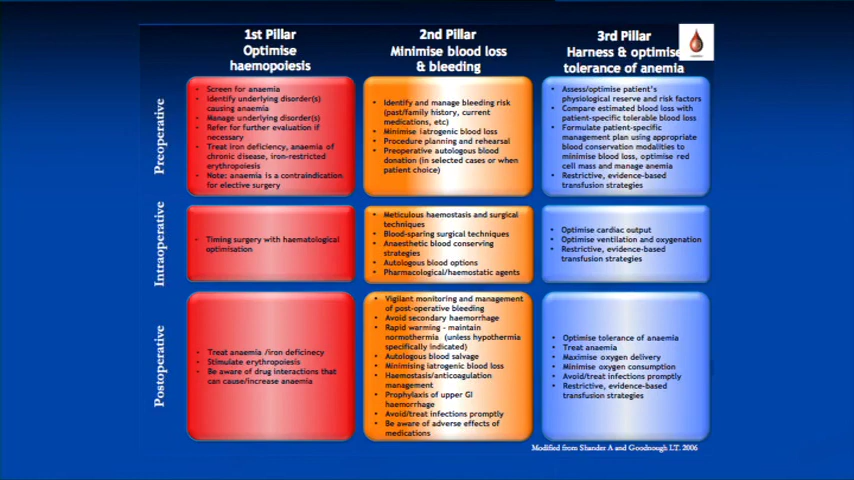 1st Pillar
Optimise
haemopoiesis
2nd Pillar
Minimise blood loss
& bleeding
3rd Pillar
Harness & optimise
tolerance of anemia
Preoperative
• Screen for anaemia
• Identify underlying disorder(s)
causing anaemia
• Manage underlying disorder(s)
• Refer for further evaluation if
necessary
• Treat iron deficiency, anaemia of
chronic disease, iron-restricted
erythropoiesis
• Note: anaemia is a contraindication
for elective surgery
• Identify and manage bleeding risk
(past/family history, current
medications, etc)
• Minimise iatrogenic blood loss
• Procedure planning and rehearsal
• Preoperative autologous blood
donation (in selected cases or when
patient choice)
• Assess/optimise patient's
physiological reserve and risk factors
• Compare estimated blood loss with
patient-specific tolerable blood loss
• Formulate patient-specific
management plan using appropriate
blood conservation modalities to
minimise blood loss, optimise red
cell mass and manage anemia
• Restrictive, evidence-based
transfusion strategies
Intraoperative
• Timing surgery with haematological
optimisation
• Meticulous haemostasis and surgical
techniques
• Blood-sparing surgical techniques
• Anaesthetic blood conserving
strategies
• Autologous blood options
• Pharmacological/haemostatic agents
• Optimise cardiac output
• Optimise ventilation and oxygenation
• Restrictive, evidence-based
transfusion strategies
Postoperative
• Treat anaemia /iron deficinecy
• Stimulate erythropoiesis
• Be aware of drug interactions that
can cause/increase anaemia
• Vigilant monitoring and management
of post-operative bleeding
• Avoid secondary haemorrhage
• Rapid warming - maintain
normothermia (unless hypothermia
specifically indicated)
• Autologous blood salvage
• Minimising iatrogenic blood loss
• Haemostasis/anticoagulation
management
• Prophylaxis of upper GI
haemorrhage
• Avoid/treat infections promptly
• Be aware of adverse effects of
medications
• Optimise tolerance of anaemia
• Treat anaemia
• Maximise oxygen delivery
• Minimise oxygen consumption
• Avoid/treat infections promptly
• Restrictive, evidence-based
transfusion strategies
Modified from Shander A and Goodnough LT. 2006